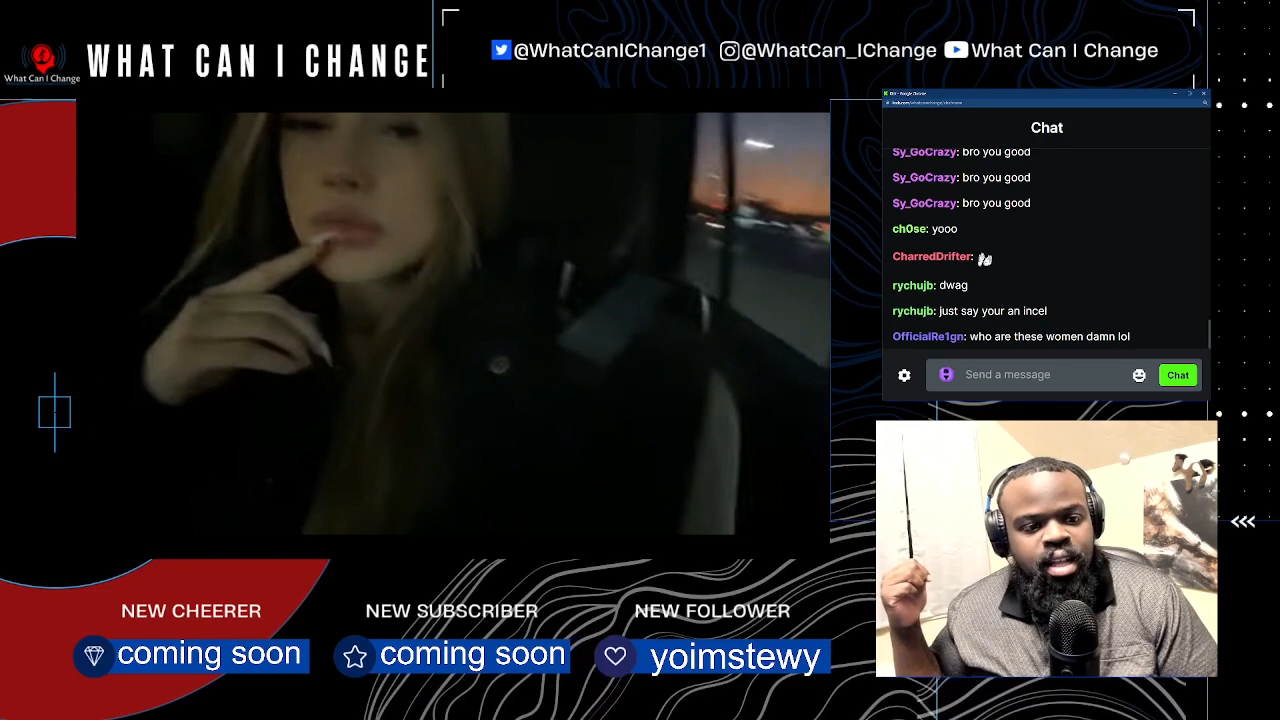 What Can I Change
WHAT CAN I CHANGE
@WhatCanIChange1 @WhatCan_IChange What Can I Change
Chat
Sy_GoCrazy: bro you good
Sy_GoCrazy: bro you good
Sy_GoCrazy: bro you good
ch0se: yooo
CharredDrifter:
rychujb: dwag
rychujb: just say your an incel
OfficialRe1gn: who are these women damn lol
Send a message
Chat
NEW CHEERER
coming soon
NEW SUBSCRIBER
coming soon
NEW FOLLOWER
yoimstewy